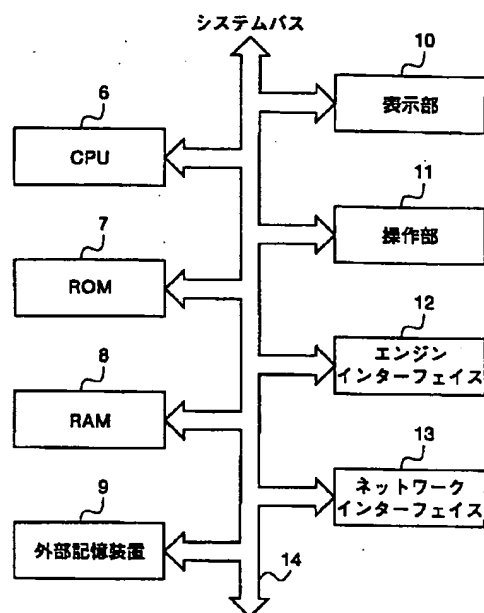 システムバス
6
CPU
7
ROM
8
RAM
9
外部記憶装置
10
表示部
11
操作部
12
エンジン
インターフェイス
13
ネットワーク
インターフェイス
14